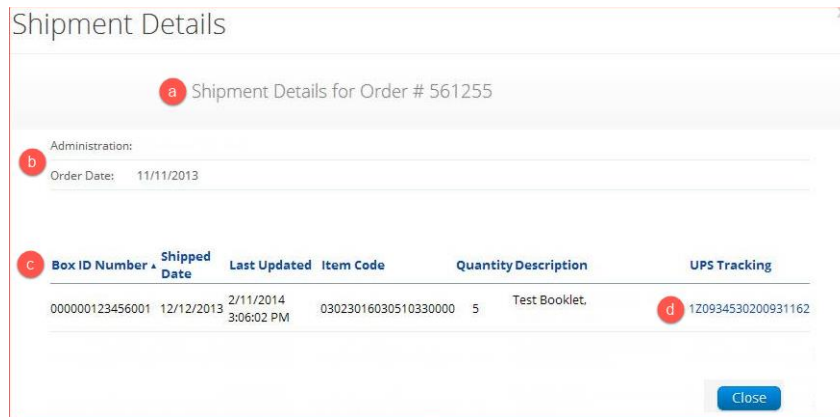 Shipment Details
a Shipment Details for Order # 561255
Administration:
b
Order Date: 11/11/2013
c Box ID Number ▴ Shipped Date Last Updated Item Code Quantity Description UPS Tracking
000000123456001 12/12/2013 2/11/2014 3:06:02 PM 03023016030510330000 5 Test Booklet, d 1Z0934530200931162
Close